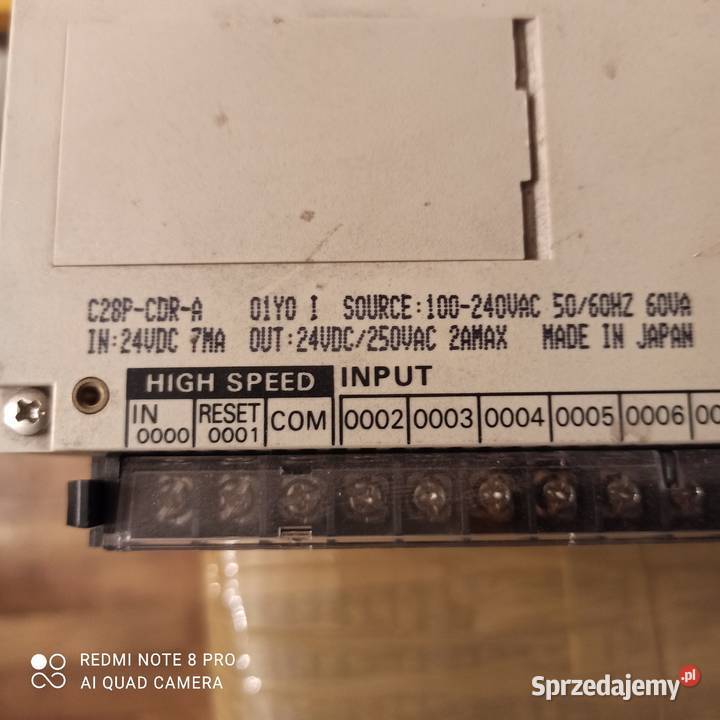 C28P-CDR-A 01Y0 I SOURCE:100-240VAC 50/60HZ 60VA
IN:24VDC 7MA OUT:24VDC/250VAC 2AMAX MADE IN JAPAN
HIGH SPEED INPUT
IN 0000 RESET 0001 COM 0002 0003 0004 0005 0006
REDMI NOTE 8 PRO
AI QUAD CAMERA
Sprzedajemy.pl